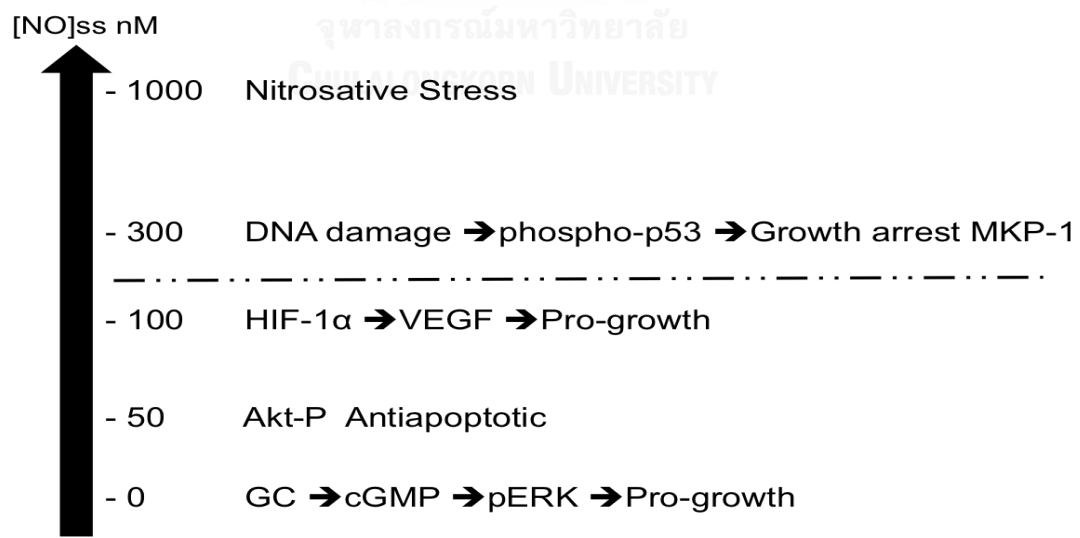 จุฬาลงกรณ์มหาวิทยาลัย
[NO]ss nM
CHULALONGKORN UNIVERSITY
- 1000 Nitrosative Stress
- 300 DNA damage ➔phospho-p53 ➔Growth arrest MKP-1
- 100 HIF-1α ➔VEGF ➔Pro-growth
- 50 Akt-P Antiapoptotic
- 0 GC ➔cGMP ➔pERK ➔Pro-growth